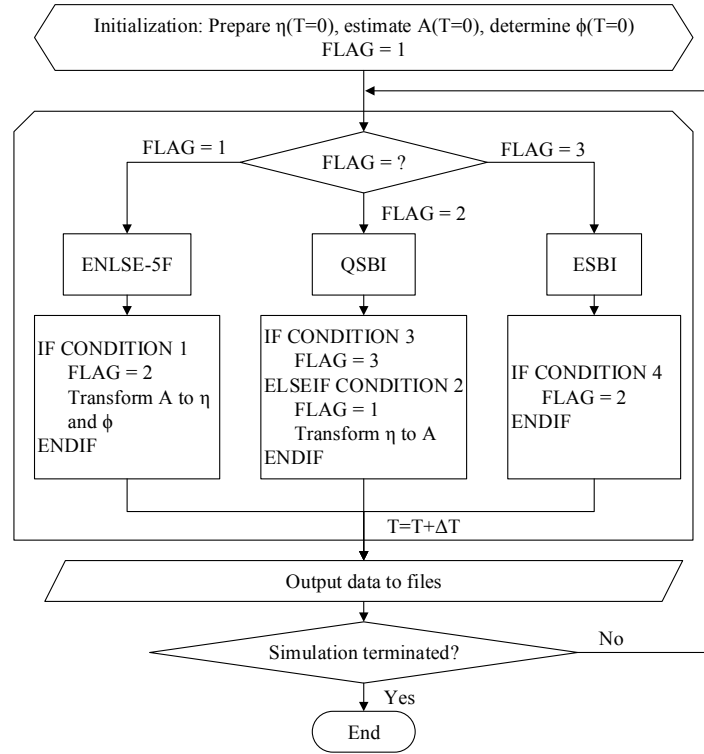 Initialization: Prepare η(T=0), estimate A(T=0), determine ϕ(T=0)
FLAG = 1
FLAG = ?
FLAG = 1
FLAG = 3
FLAG = 2
ENLSE-5F
QSBI
ESBI
IF CONDITION 1
FLAG = 2
Transform A to η
and ϕ
ENDIF
IF CONDITION 3
FLAG = 3
ELSEIF CONDITION 2
FLAG = 1
Transform η to A
ENDIF
IF CONDITION 4
FLAG = 2
ENDIF
T=T+ΔT
Output data to files
Simulation terminated?
No
Yes
End